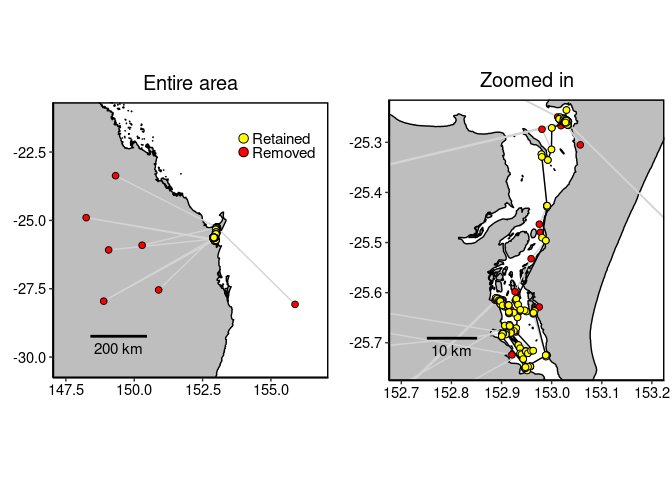 Entire area
Zoomed in
Retained
Removed
-22.5
-25.0
-27.5
-30.0
200 km
147.5 150.0 152.5 155.0
-25.3
-25.4
-25.5
-25.6
-25.7
10 km
152.7 152.8 152.9 153.0 153.1 153.2